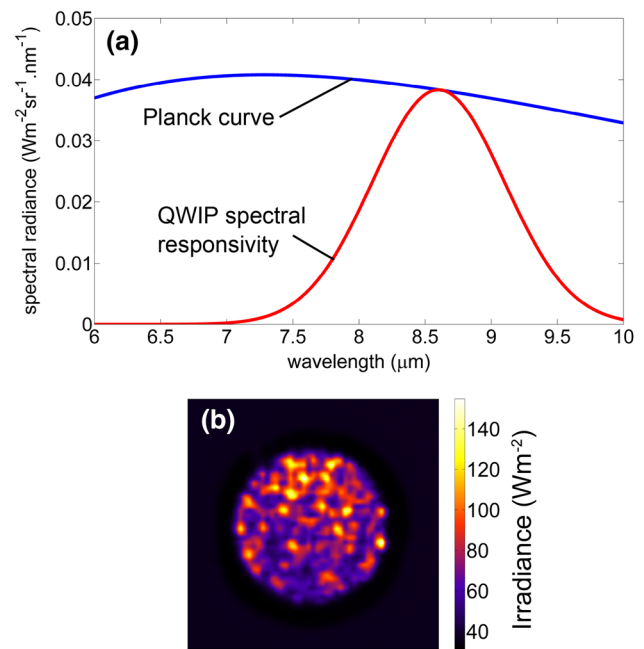 (a)
0.05
0.04
0.03
0.02
0.01
0
spectral radiance (Wm⁻²sr⁻¹.nm⁻¹)
Planck curve
QWIP spectral
responsivity
6 6.5 7 7.5 8 8.5 9 9.5 10
wavelength (μm)
(b)
140
120
100
80
60
40
Irradiance (Wm⁻²)